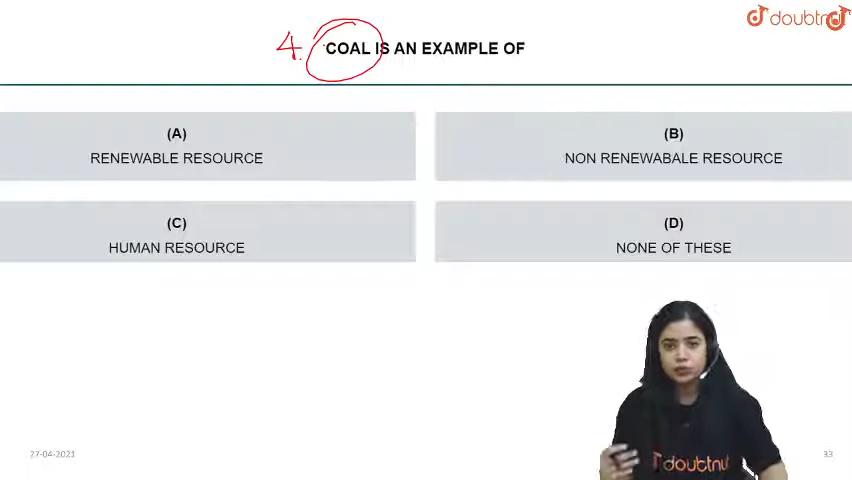 doubtnut
4. COAL IS AN EXAMPLE OF
(A)
RENEWABLE RESOURCE
(B)
NON RENEWABALE RESOURCE
(C)
HUMAN RESOURCE
(D)
NONE OF THESE
doubtnut
27-04-2021
33